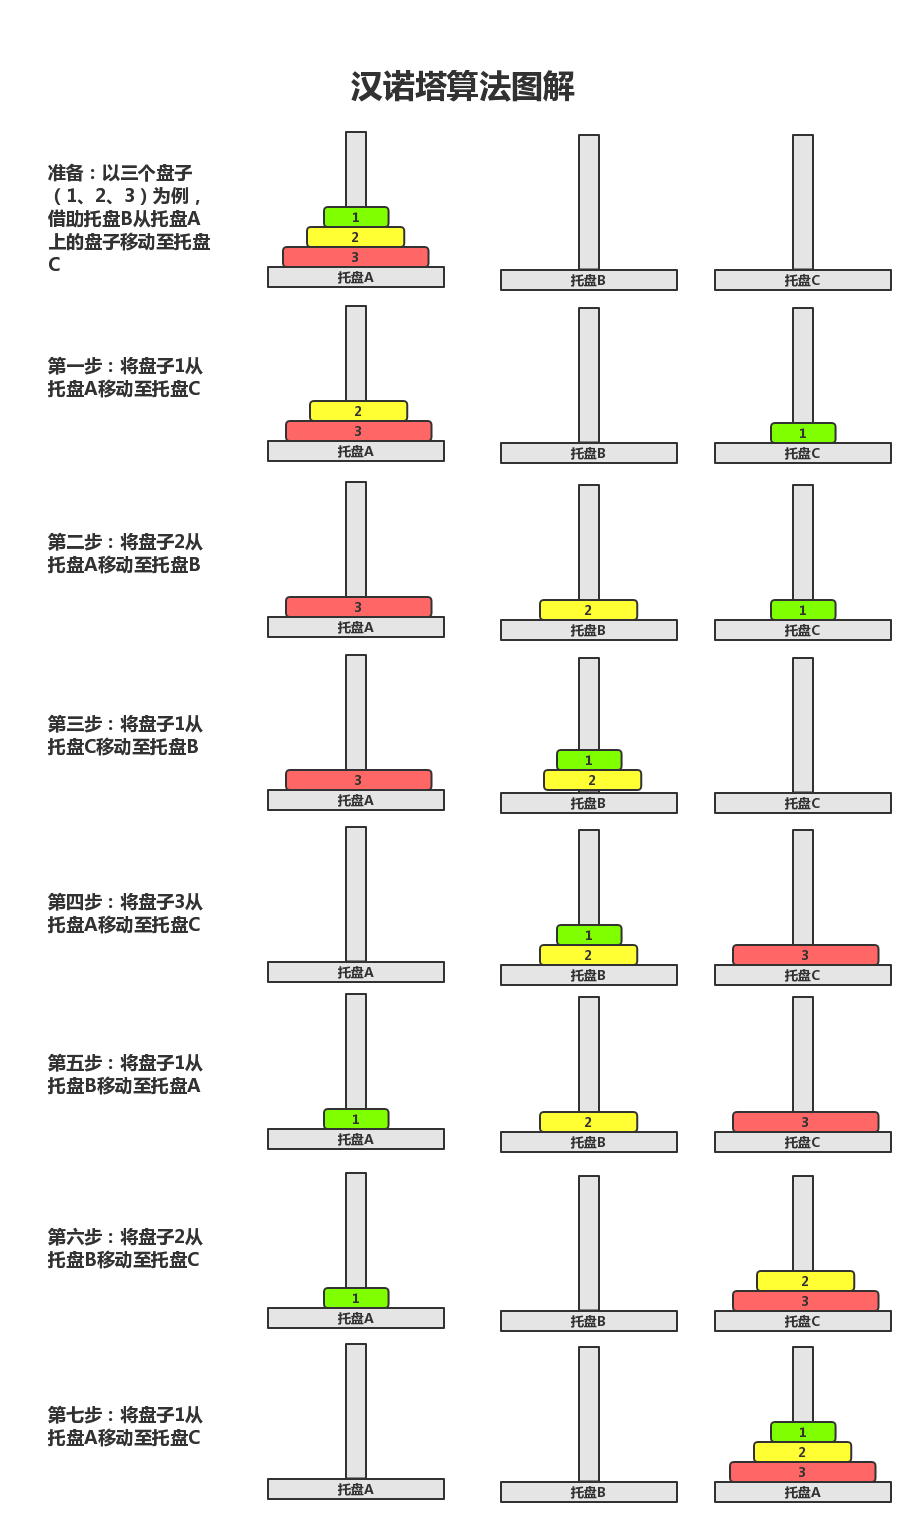 汉诺塔算法图解
准备：以三个盘子
（1、2、3）为例，
借助托盘B从托盘A
上的盘子移动至托盘
C
1
2
3
托盘A
托盘B
托盘C
第一步：将盘子1从
托盘A移动至托盘C
2
3
托盘A
托盘B
1
托盘C
第二步：将盘子2从
托盘A移动至托盘B
3
托盘A
2
托盘B
1
托盘C
第三步：将盘子1从
托盘C移动至托盘B
3
托盘A
1
2
托盘B
托盘C
第四步：将盘子3从
托盘A移动至托盘C
托盘A
1
2
托盘B
3
托盘C
第五步：将盘子1从
托盘B移动至托盘A
1
托盘A
2
托盘B
3
托盘C
第六步：将盘子2从
托盘B移动至托盘C
1
托盘A
托盘B
2
3
托盘C
第七步：将盘子1从
托盘A移动至托盘C
托盘A
托盘B
1
2
3
托盘A